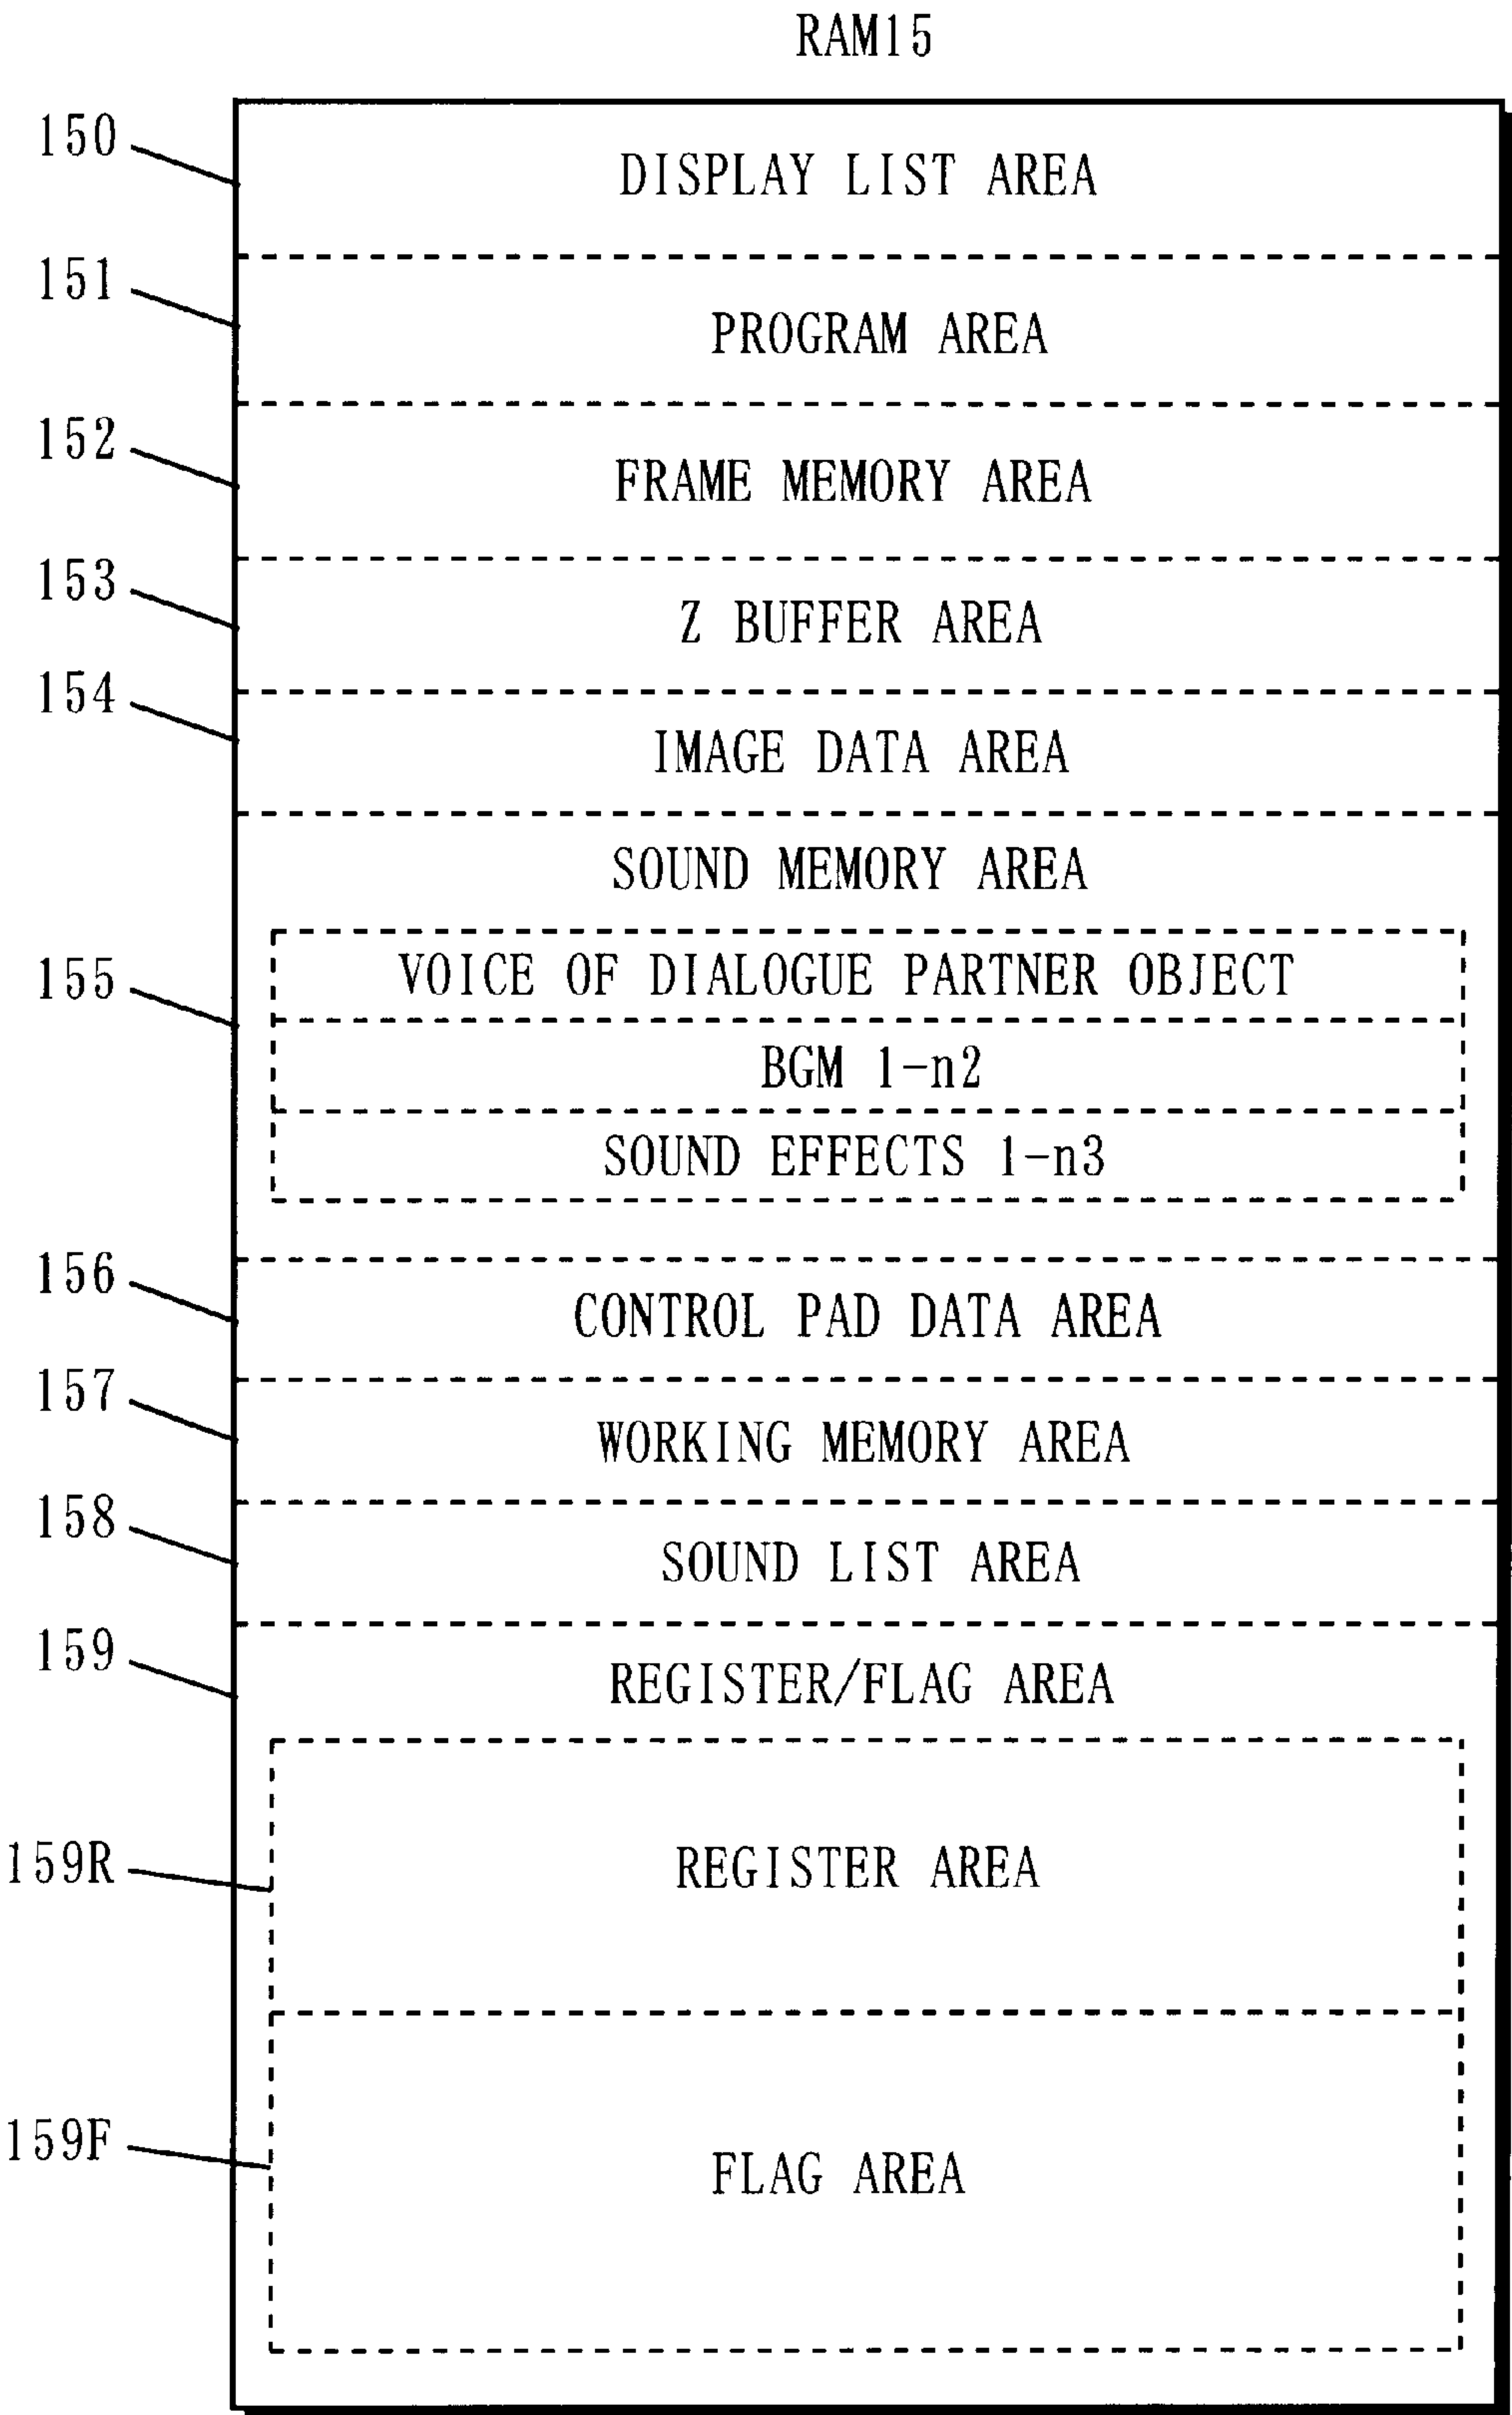 RAM15
150
DISPLAY LIST AREA
151
PROGRAM AREA
152
FRAME MEMORY AREA
153
Z BUFFER AREA
154
IMAGE DATA AREA
SOUND MEMORY AREA
155
VOICE OF DIALOGUE PARTNER OBJECT
BGM 1-n2
SOUND EFFECTS 1-n3
156
CONTROL PAD DATA AREA
157
WORKING MEMORY AREA
158
SOUND LIST AREA
159
REGISTER/FLAG AREA
159R
REGISTER AREA
159F
FLAG AREA